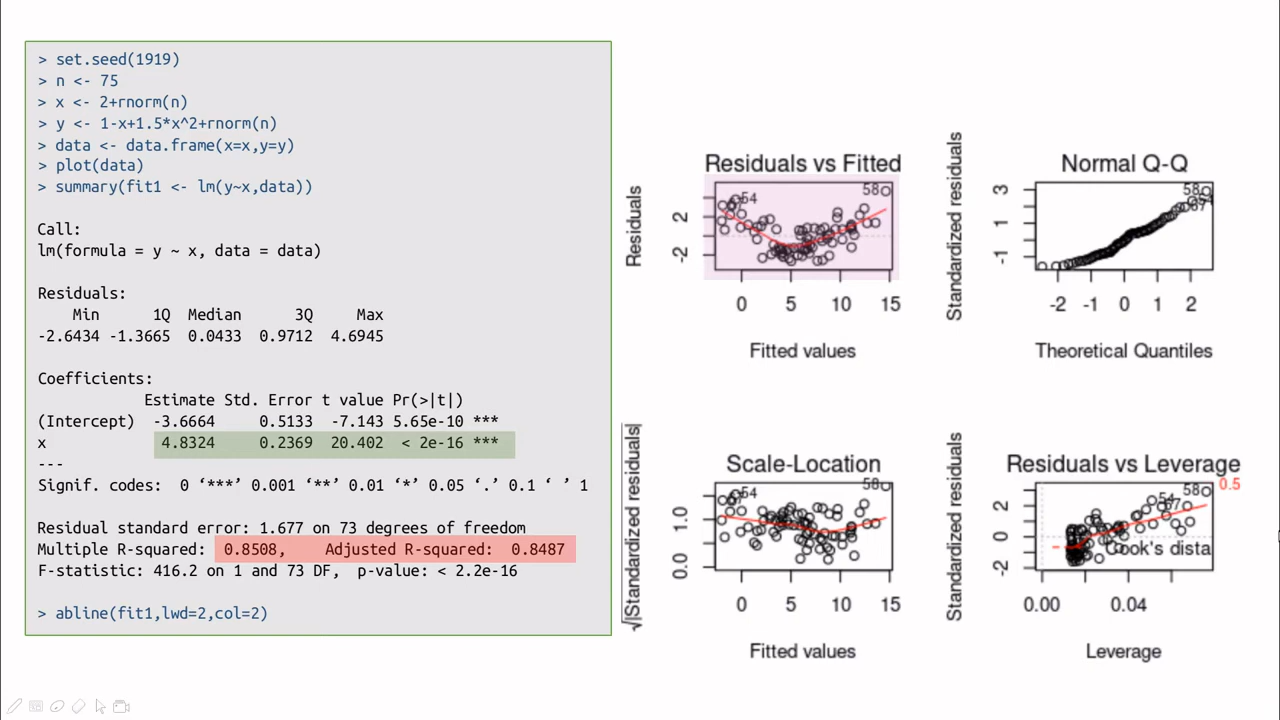 > set.seed(1919)
> n <- 75
> x <- 2+rnorm(n)
> y <- 1-x+1.5*x^2+rnorm(n)
> data <- data.frame(x=x,y=y)
> plot(data)
> summary(fit1 <- lm(y~x,data))
Call:
lm(formula = y ~ x, data = data)
Residuals:
Min 1Q Median 3Q Max
-2.6434 -1.3665 0.0433 0.9712 4.6945
Coefficients:
Estimate Std. Error t value Pr(>|t|)
(Intercept) -3.6664 0.5133 -7.143 5.65e-10 ***
x 4.8324 0.2369 20.402 < 2e-16 ***
---
Signif. codes: 0 ‘***’ 0.001 ‘**’ 0.01 ‘*’ 0.05 ‘.’ 0.1 ‘ ’ 1
Residual standard error: 1.677 on 73 degrees of freedom
Multiple R-squared: 0.8508, Adjusted R-squared: 0.8487
F-statistic: 416.2 on 1 and 73 DF, p-value: < 2.2e-16
> abline(fit1,lwd=2,col=2)
Residuals vs Fitted
Residuals
2
-2
54
58
0 5 10 15
Fitted values
Normal Q-Q
Standardized residuals
3
1
-1
58
-2 -1 0 1 2
Theoretical Quantiles
Scale-Location
√|Standardized residuals|
1.0
0.0
54
58
0 5 10 15
Fitted values
Residuals vs Leverage
Standardized residuals
2
0
-2
54
58
0.5
Cook's dista
0.00 0.04
Leverage